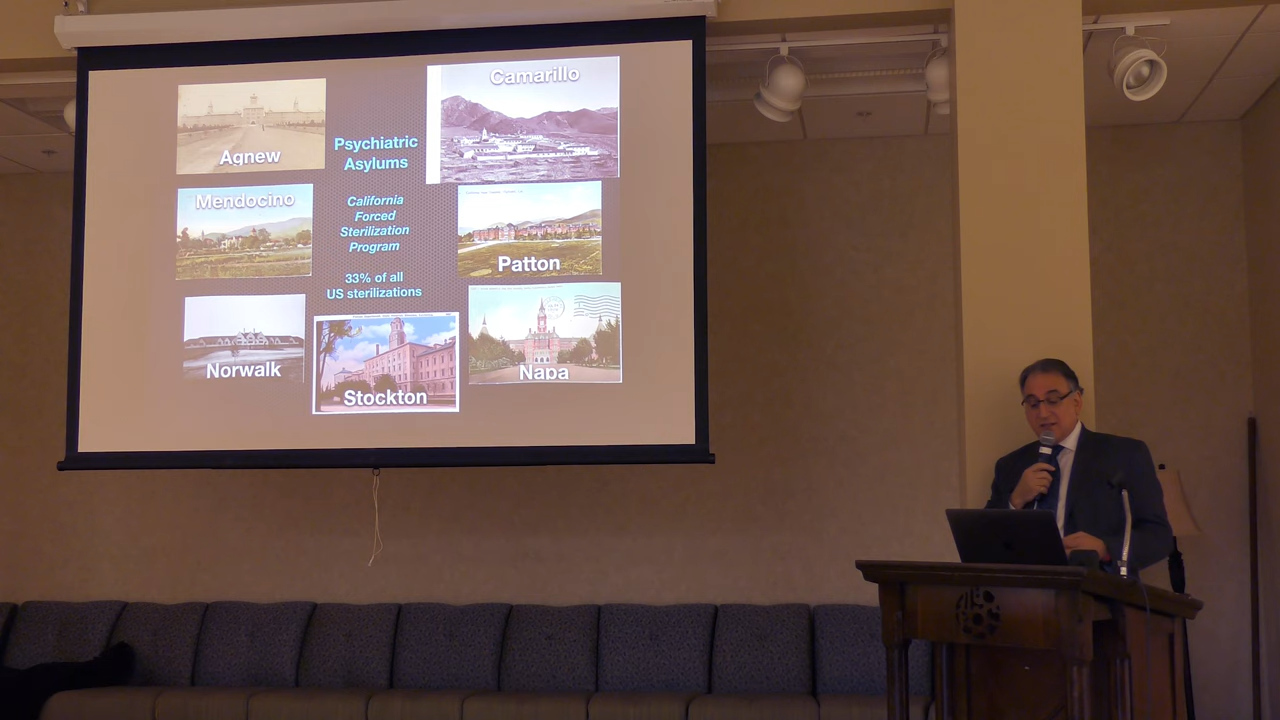 Camarillo
Agnew
Psychiatric
Asylums
Mendocino
California
Forced
Sterilization
Program
Patton
33% of all
US sterilizations
Norwalk
Stockton
Napa